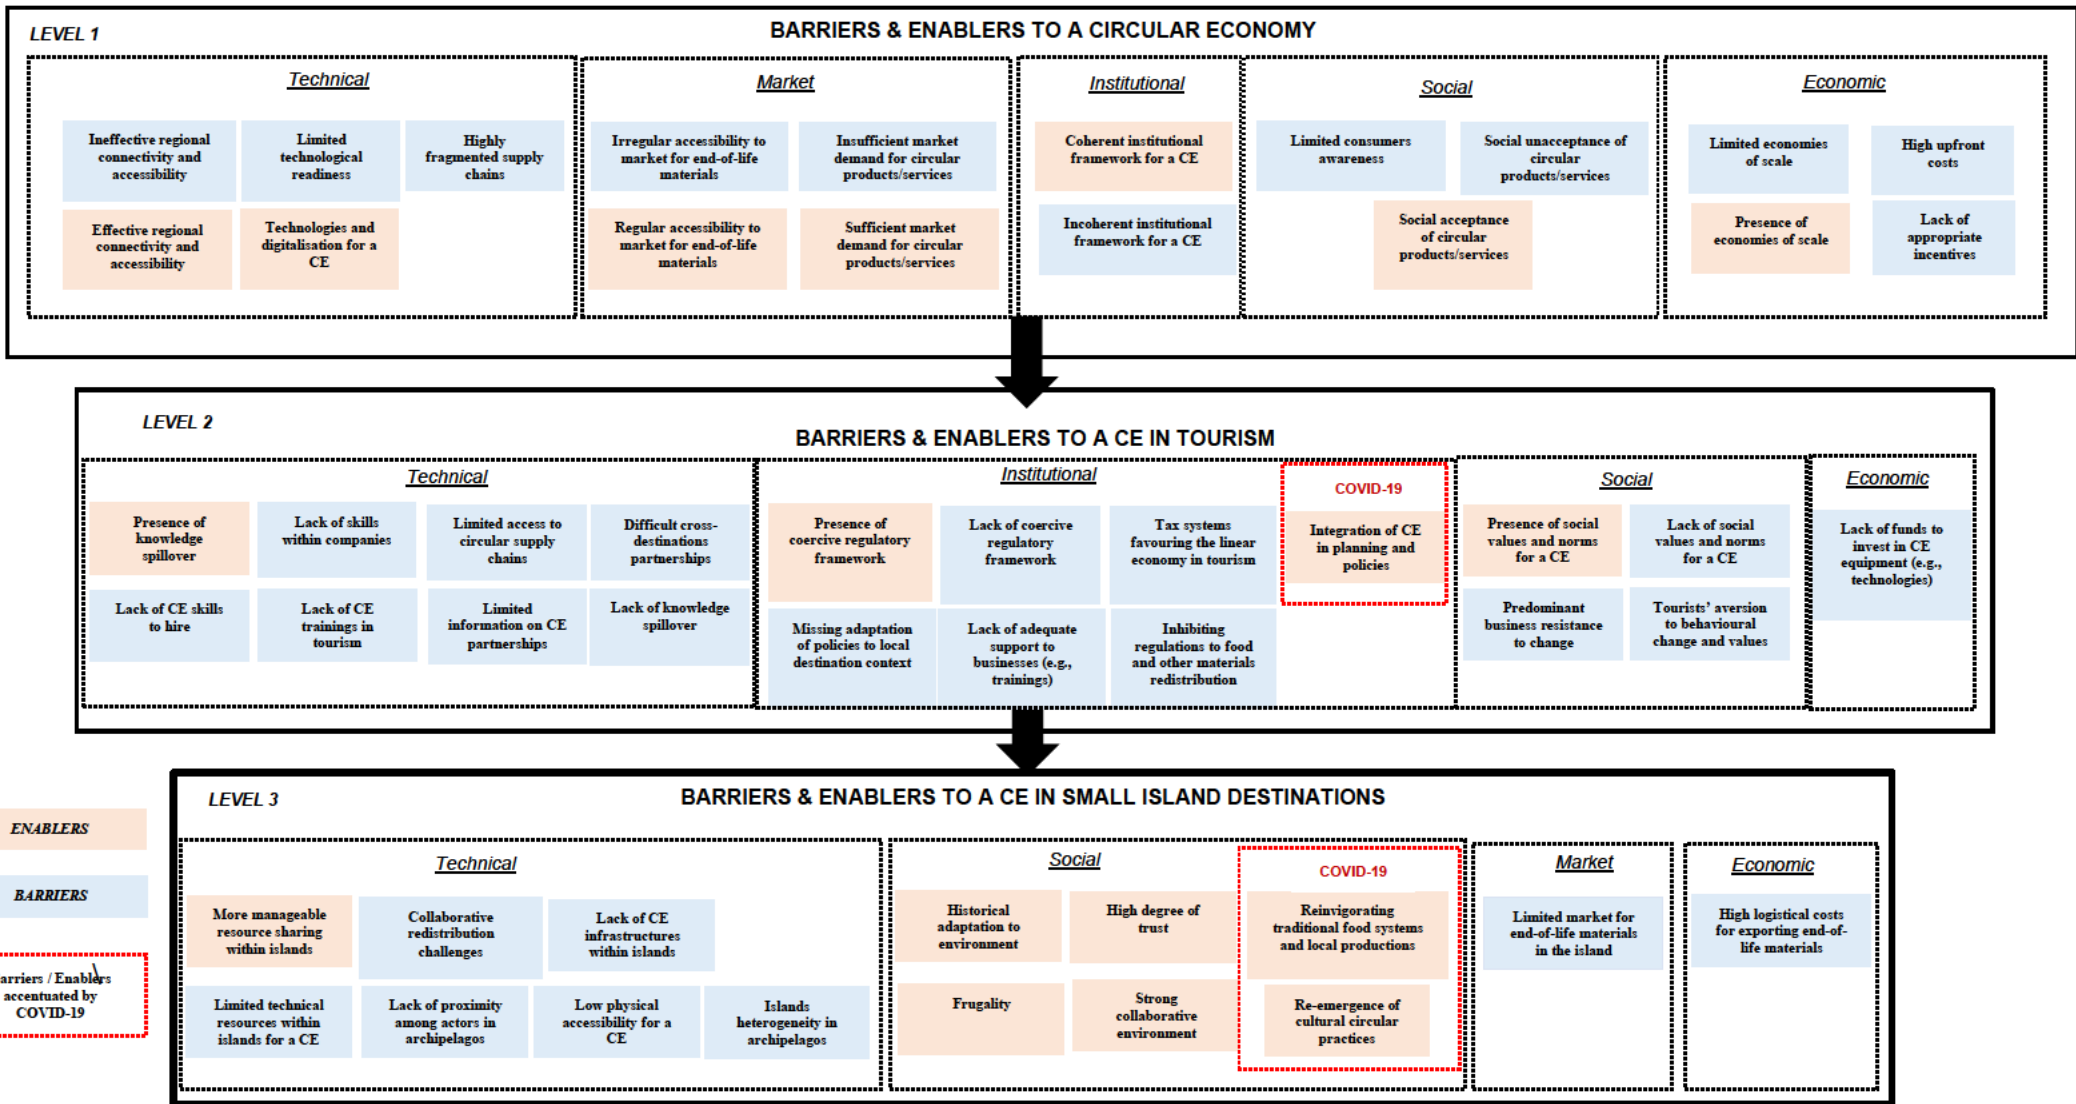 LEVEL 1
BARRIERS & ENABLERS TO A CIRCULAR ECONOMY
Technical
Ineffective regional
connectivity and
accessibility
Limited
technological
readiness
Highly
fragmented supply
chains
Effective regional
connectivity and
accessibility
Technologies and
digitalisation for a
CE
Market
Irregular accessibility to
market for end-of-life
materials
Insufficient market
demand for circular
products/services
Regular accessibility to
market for end-of-life
materials
Sufficient market
demand for circular
products/services
Institutional
Coherent institutional
framework for a CE
Incoherent institutional
framework for a CE
Social
Limited consumers
awareness
Social unacceptance of
circular
products/services
Social acceptance
of circular
products/services
Economic
Limited economies
of scale
High upfront
costs
Presence of
economies of scale
Lack of
appropriate
incentives
LEVEL 2
BARRIERS & ENABLERS TO A CE IN TOURISM
Technical
Presence of
knowledge
spillover
Lack of skills
within companies
Limited access to
circular supply
chains
Difficult cross-
destinations
partnerships
Lack of CE skills
to hire
Lack of CE
trainings in
tourism
Limited
information on CE
partnerships
Lack of knowledge
spillover
Institutional
Presence of
coercive regulatory
framework
Lack of coercive
regulatory
framework
Tax systems
favouring the linear
economy in tourism
COVID-19
Integration of CE
in planning and
policies
Missing adaptation
of policies to local
destination context
Lack of adequate
support to
businesses (e.g.,
trainings)
Inhibiting
regulations to food
and other materials
redistribution
Social
Presence of social
values and norms
for a CE
Lack of social
values and norms
for a CE
Predominant
business resistance
to change
Tourists' aversion
to behavioural
change and values
Economic
Lack of funds to
invest in CE
equipment (e.g.,
technologies)
LEVEL 3
BARRIERS & ENABLERS TO A CE IN SMALL ISLAND DESTINATIONS
Technical
More manageable
resource sharing
within islands
Collaborative
redistribution
challenges
Lack of CE
infrastructures
within islands
Limited technical
resources within
islands for a CE
Lack of proximity
among actors in
archipelagos
Low physical
accessibility for a
CE
Islands
heterogeneity in
archipelagos
Social
Historical
adaptation to
environment
High degree of
trust
Frugality
Strong
collaborative
environment
COVID-19
Reinvigorating
traditional food systems
and local productions
Re-emergence of
cultural circular
practices
Market
Limited market for
end-of-life materials
in the island
Economic
High logistical costs
for exporting end-of-
life materials
ENABLERS
BARRIERS
arriers / Enablers
accentuated by
COVID-19